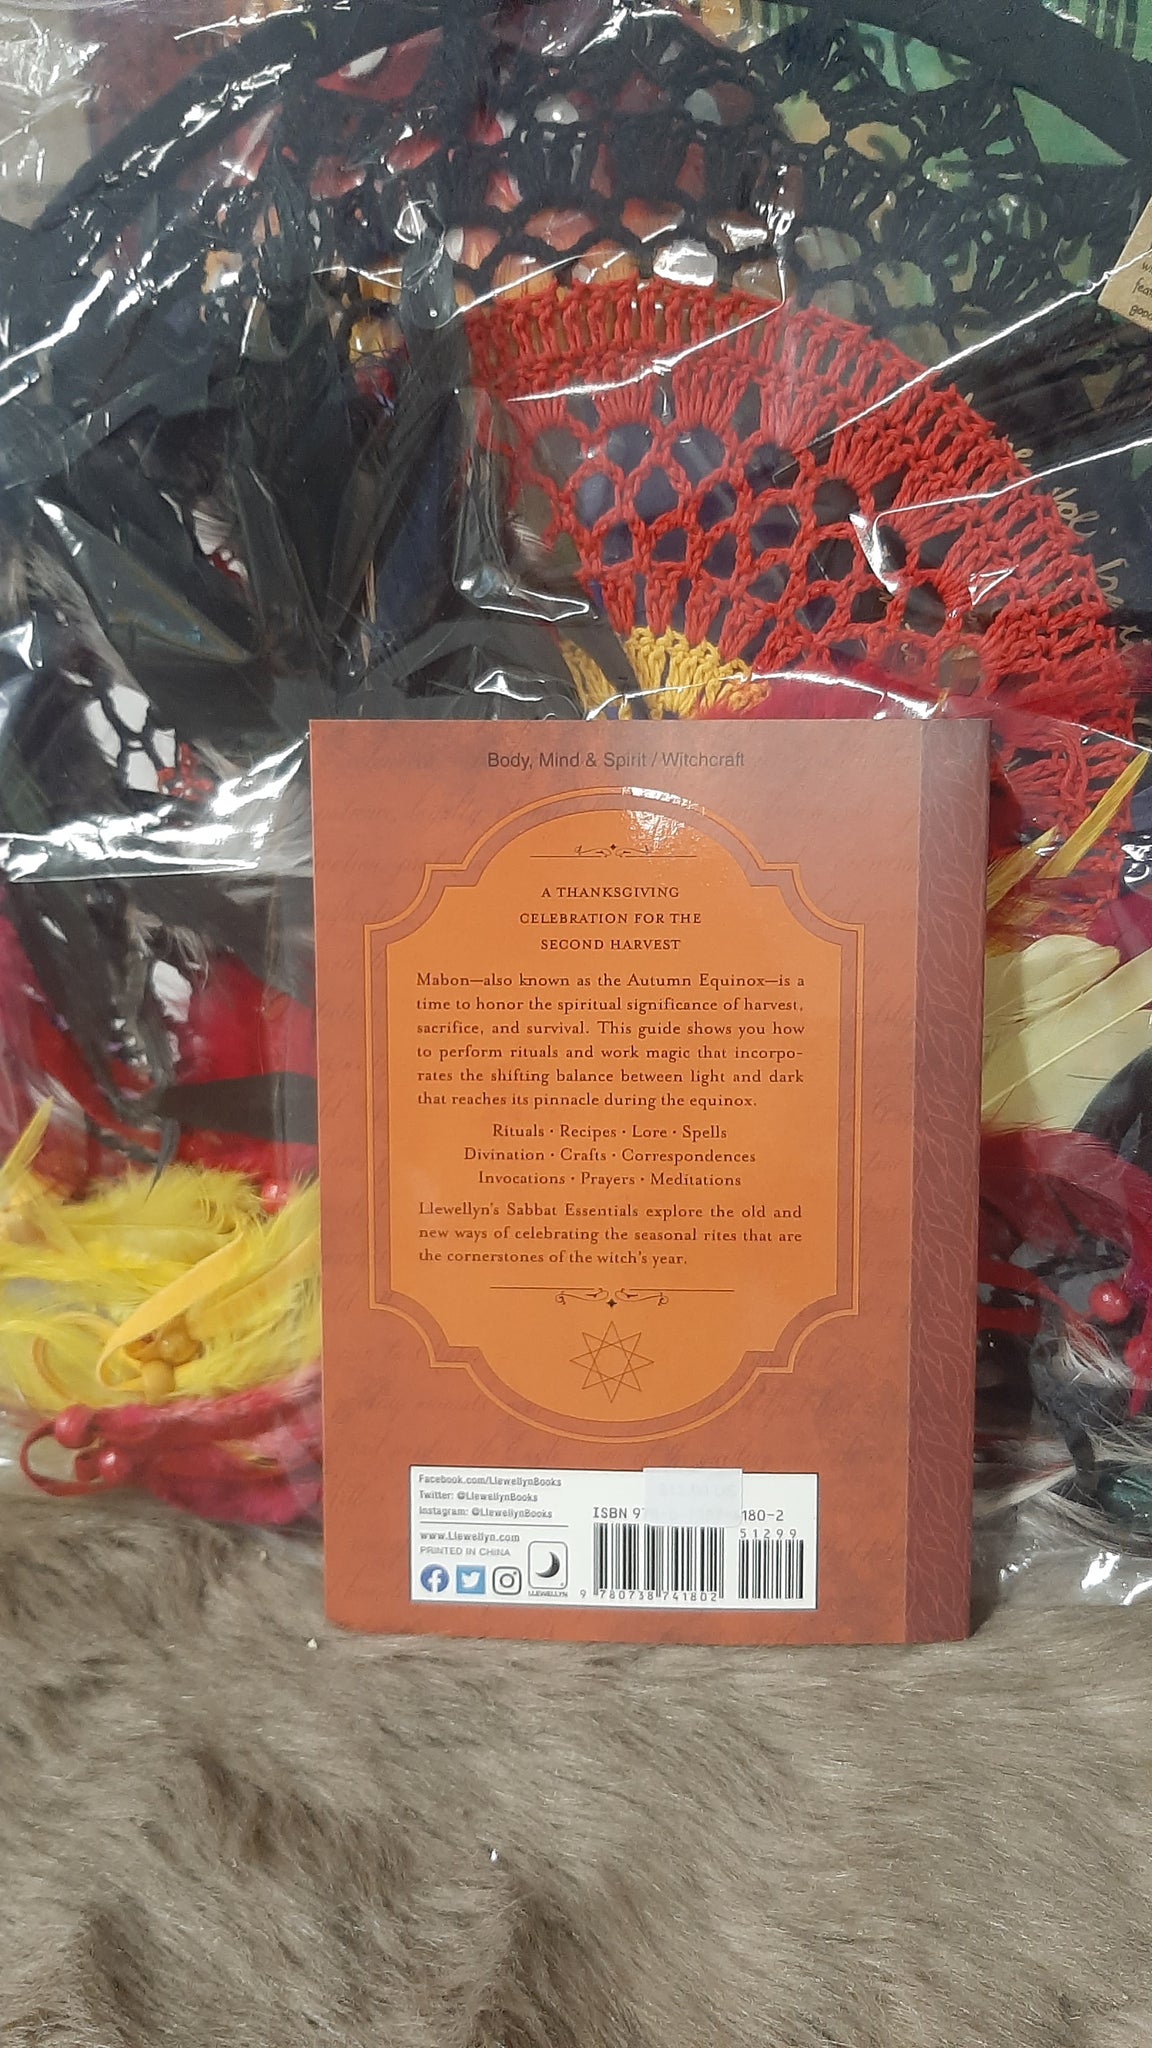 Body, Mind & Spirit / Witchcraft
A THANKSGIVING
CELEBRATION FOR THE
SECOND HARVEST
Mabon—also known as the Autumn Equinox—is a
time to honor the spiritual significance of harvest,
sacrifice, and survival. This guide shows you how
to perform rituals and work magic that incorpo-
rates the shifting balance between light and dark
that reaches its pinnacle during the equinox.
Rituals · Recipes · Lore · Spells
Divination · Crafts · Correspondences
Invocations · Prayers · Meditations
Llewellyn's Sabbat Essentials explore the old and
new ways of celebrating the seasonal rites that are
the cornerstones of the witch's year.
Facebook.com/LlewellynBooks
Twitter: @LlewellynBooks
Instagram: @LlewellynBooks
www.Llewellyn.com
PRINTED IN CHINA
LLEWELLYN
ISBN 97 180-2
51299
9 780738 741802